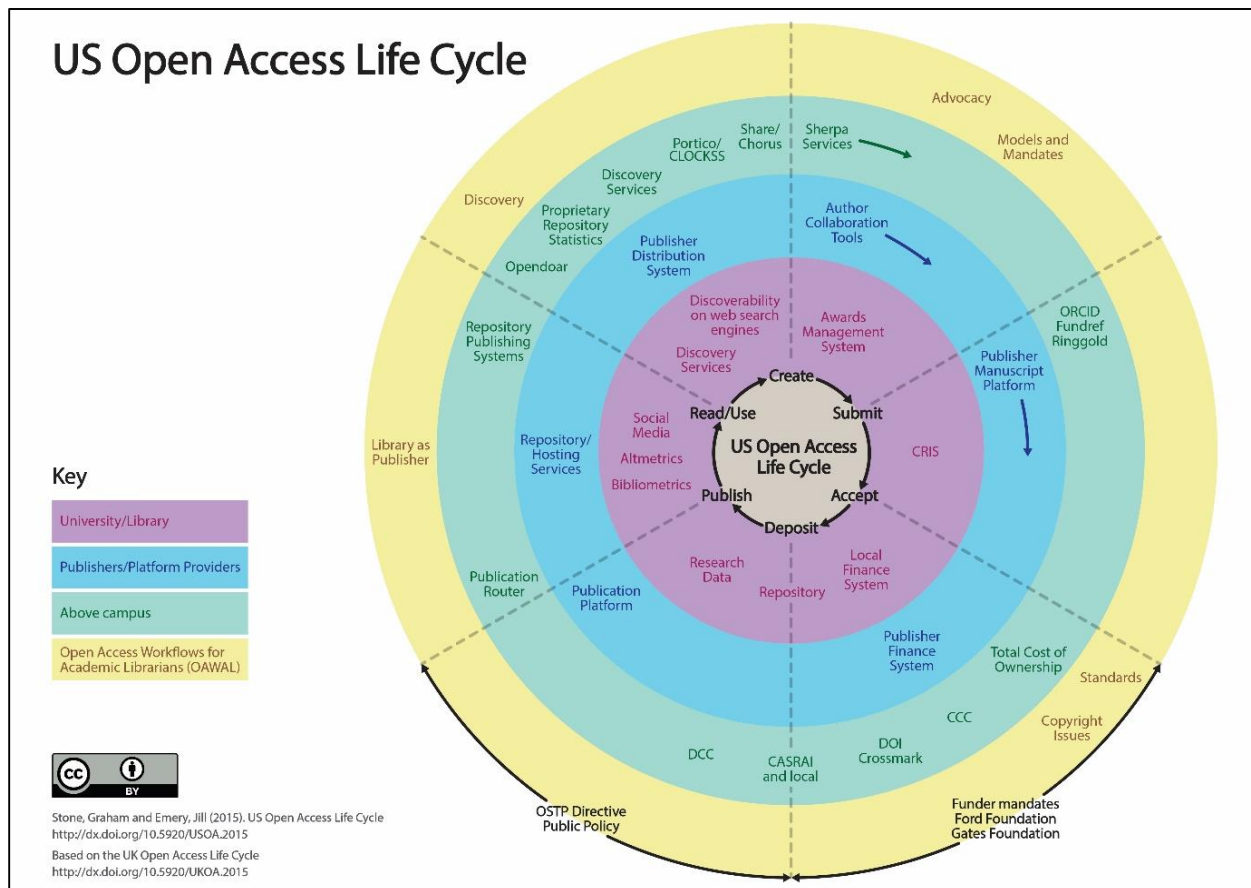 US Open Access Life Cycle
Advocacy
Models and
Mandates
Share/
Chorus
Sherpa
Services
Portico/
CLOCKSS
Discovery
Services
Discovery
Proprietary
Repository
Statistics
Opendoar
Author
Collaboration
Tools
Publisher
Distribution
System
Discoverability
on web search
engines
Awards
Management
System
ORCID
Fundref
Ringgold
Repository
Publishing
Systems
Publisher
Manuscript
Platform
Discovery
Services
Create
Read/Use
Submit
Social
Media
Altmetrics
Bibliometrics
US Open Access
Life Cycle
CRIS
Library as
Publisher
Repository/
Hosting
Services
Publish
Accept
Deposit
Key
University/Library
Publishers/Platform Providers
Above campus
Open Access Workflows for
Academic Librarians (OAWAL)
Research
Data
Repository
Local
Finance
System
Publication
Router
Publication
Platform
Publisher
Finance
System
Total Cost of
Ownership
Standards
Copyright
Issues
CCC
DOI
Crossmark
DCC
CASRAI
and local
OSTP Directive
Public Policy
Funder mandates
Ford Foundation
Gates Foundation
CC
BY
Stone, Graham and Emery, Jill (2015). US Open Access Life Cycle
http://dx.doi.org/10.5920/USOA.2015
Based on the UK Open Access Life Cycle
http://dx.doi.org/10.5920/UKOA.2015